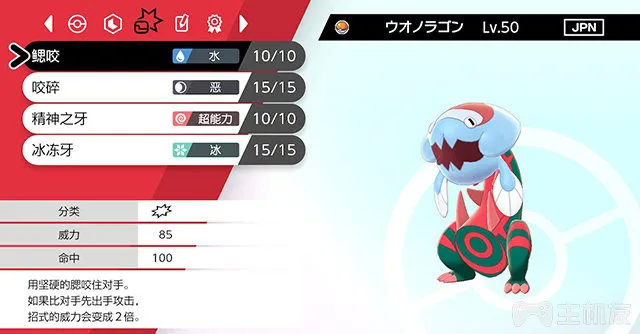 ウオノラゴン Lv.50 JPN
鳃咬 水 10/10
咬碎 恶 15/15
精神之牙 超能力 10/10
冰冻牙 冰 15/15
分类
威力 85
命中 100
用坚硬的鳃咬住对手。
如果比对手先出手攻击，
招式的威力会变成２倍。
主机友